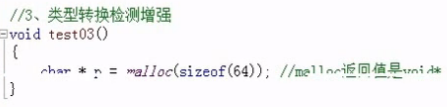 //3、类型转换检测增强
void test03()
{
char * p = malloc(sizeof(64)); //malloc返回值是void*
}